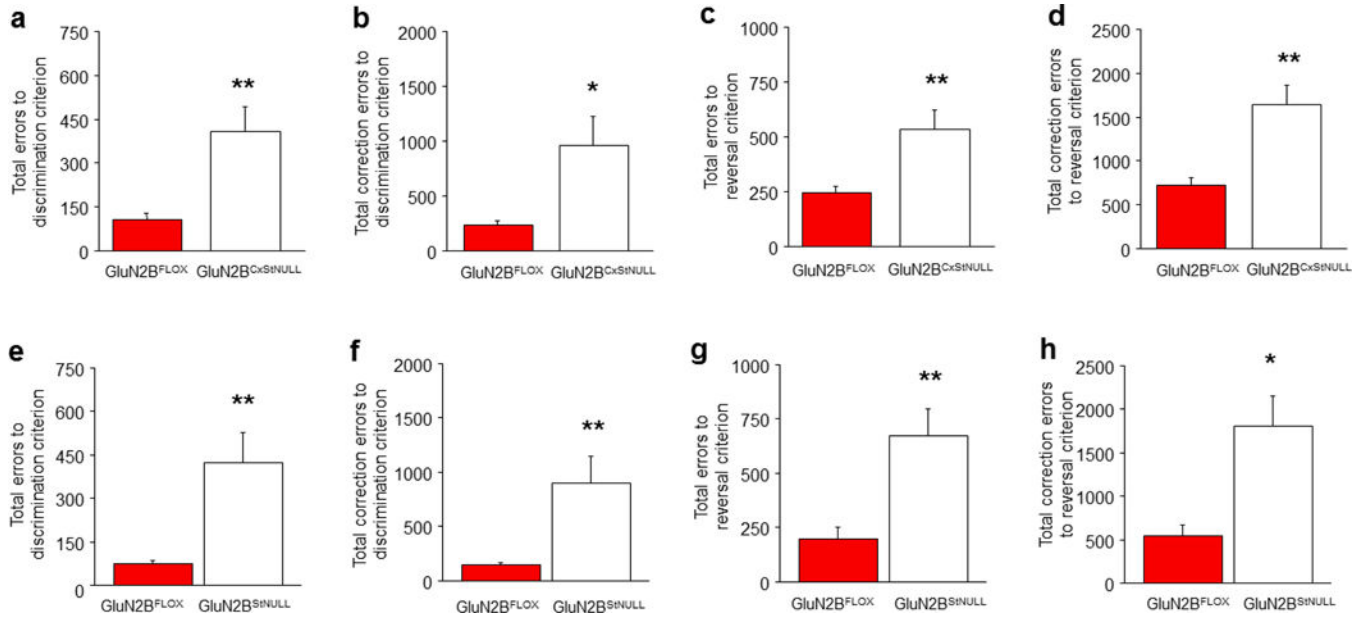 a
Total errors to
discrimination criterion
750
600
450
300
150
0
**
GluN2BFLOX GluN2BCxStNULL
b
Total correction errors to
discrimination criterion
2000
1500
1000
500
0
*
GluN2BFLOX GluN2BCxStNULL
c
Total errors to
reversal criterion
1000
750
500
250
0
**
GluN2BFLOX GluN2BCxStNULL
d
Total correction errors
to reversal criterion
2500
2000
1500
1000
500
0
**
GluN2BFLOX GluN2BCxStNULL
e
Total errors to
discrimination criterion
750
600
450
300
150
0
**
GluN2BFLOX GluN2BStNULL
f
Total correction errors to
discrimination criterion
2000
1500
1000
500
0
**
GluN2BFLOX GluN2BStNULL
g
Total errors to
reversal criterion
1000
750
500
250
0
**
GluN2BFLOX GluN2BStNULL
h
Total correction errors
to reversal criterion
2500
2000
1500
1000
500
0
*
GluN2BFLOX GluN2BStNULL